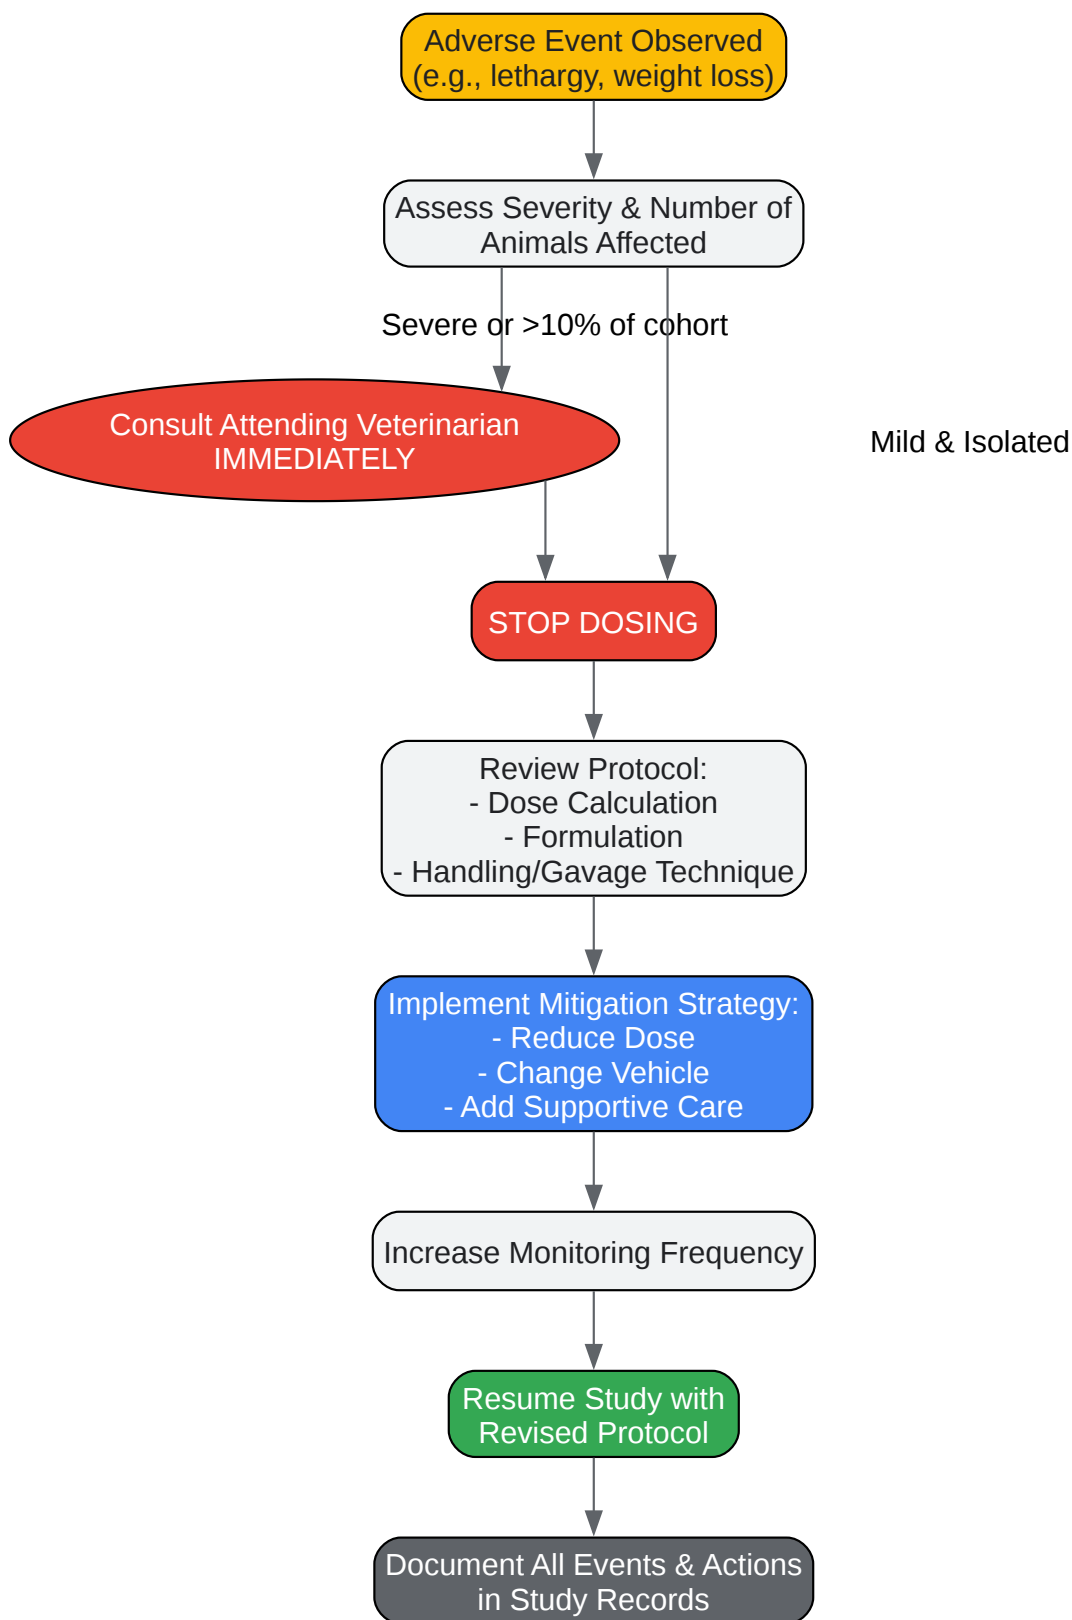 Adverse Event Observed
(e.g., lethargy, weight loss)
Assess Severity & Number of
Animals Affected
Severe or >10% of cohort
Consult Attending Veterinarian
IMMEDIATELY
Mild & Isolated
STOP DOSING
Review Protocol:
- Dose Calculation
- Formulation
- Handling/Gavage Technique
Implement Mitigation Strategy:
- Reduce Dose
- Change Vehicle
- Add Supportive Care
Increase Monitoring Frequency
Resume Study with
Revised Protocol
Document All Events & Actions
in Study Records